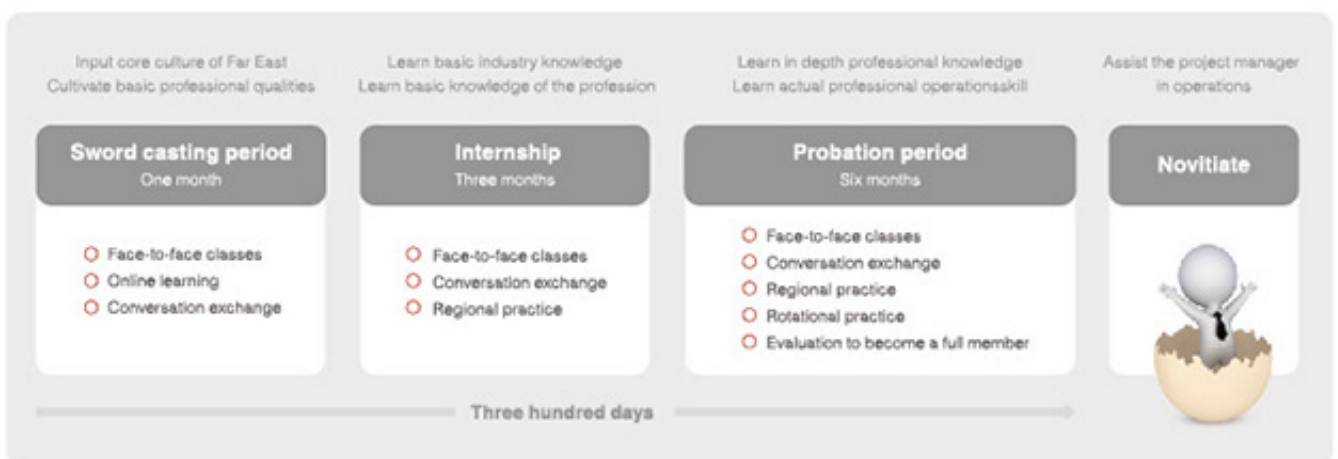 Input core culture of Far East
Cultivate basic professional qualities
Sword casting period
One month
Face-to-face classes
Online learning
Conversation exchange
Learn basic industry knowledge
Learn basic knowledge of the profession
Internship
Three months
Face-to-face classes
Conversation exchange
Regional practice
Learn in depth professional knowledge
Learn actual professional operationsskill
Probation period
Six months
Face-to-face classes
Conversation exchange
Regional practice
Rotational practice
Evaluation to become a full member
Assist the project manager
in operations
Novitiate
Three hundred days